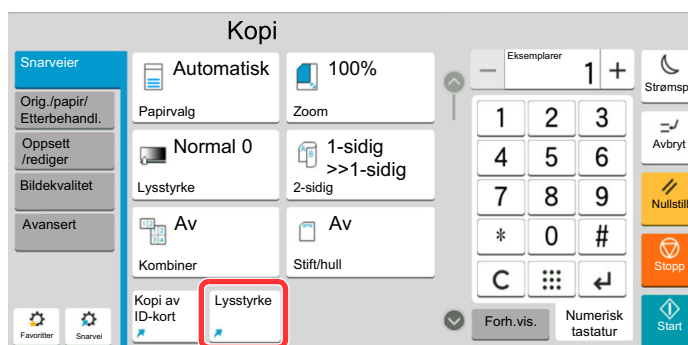 Kopi
Snarveier
Orig./papir/
Etterbehandl.
Oppsett
/rediger
Bildekvalitet
Avansert
Favoritter
Snarvei
Automatisk
Papirvalg
100%
Zoom
Normal 0
Lysstyrke
1-sidig
>>1-sidig
2-sidig
Av
Kombiner
Av
Stift/hull
Kopi av
ID-kort
Lysstyrke
Eksemplarer
− 1 +
1 2 3
4 5 6
7 8 9
* 0 #
C
Forh.vis.
Numerisk
tastatur
Strømsp
Avbryt
Nullstill
Stopp
Start